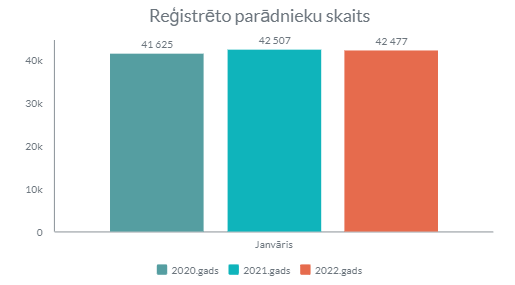 Reģistrēto parādnieku skaits
41 625
42 507
42 477
40k
30k
20k
10k
0
Janvāris
2020.gads 2021.gads 2022.gads